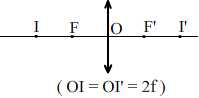 I F O F' I'
( OI = OI' = 2f )